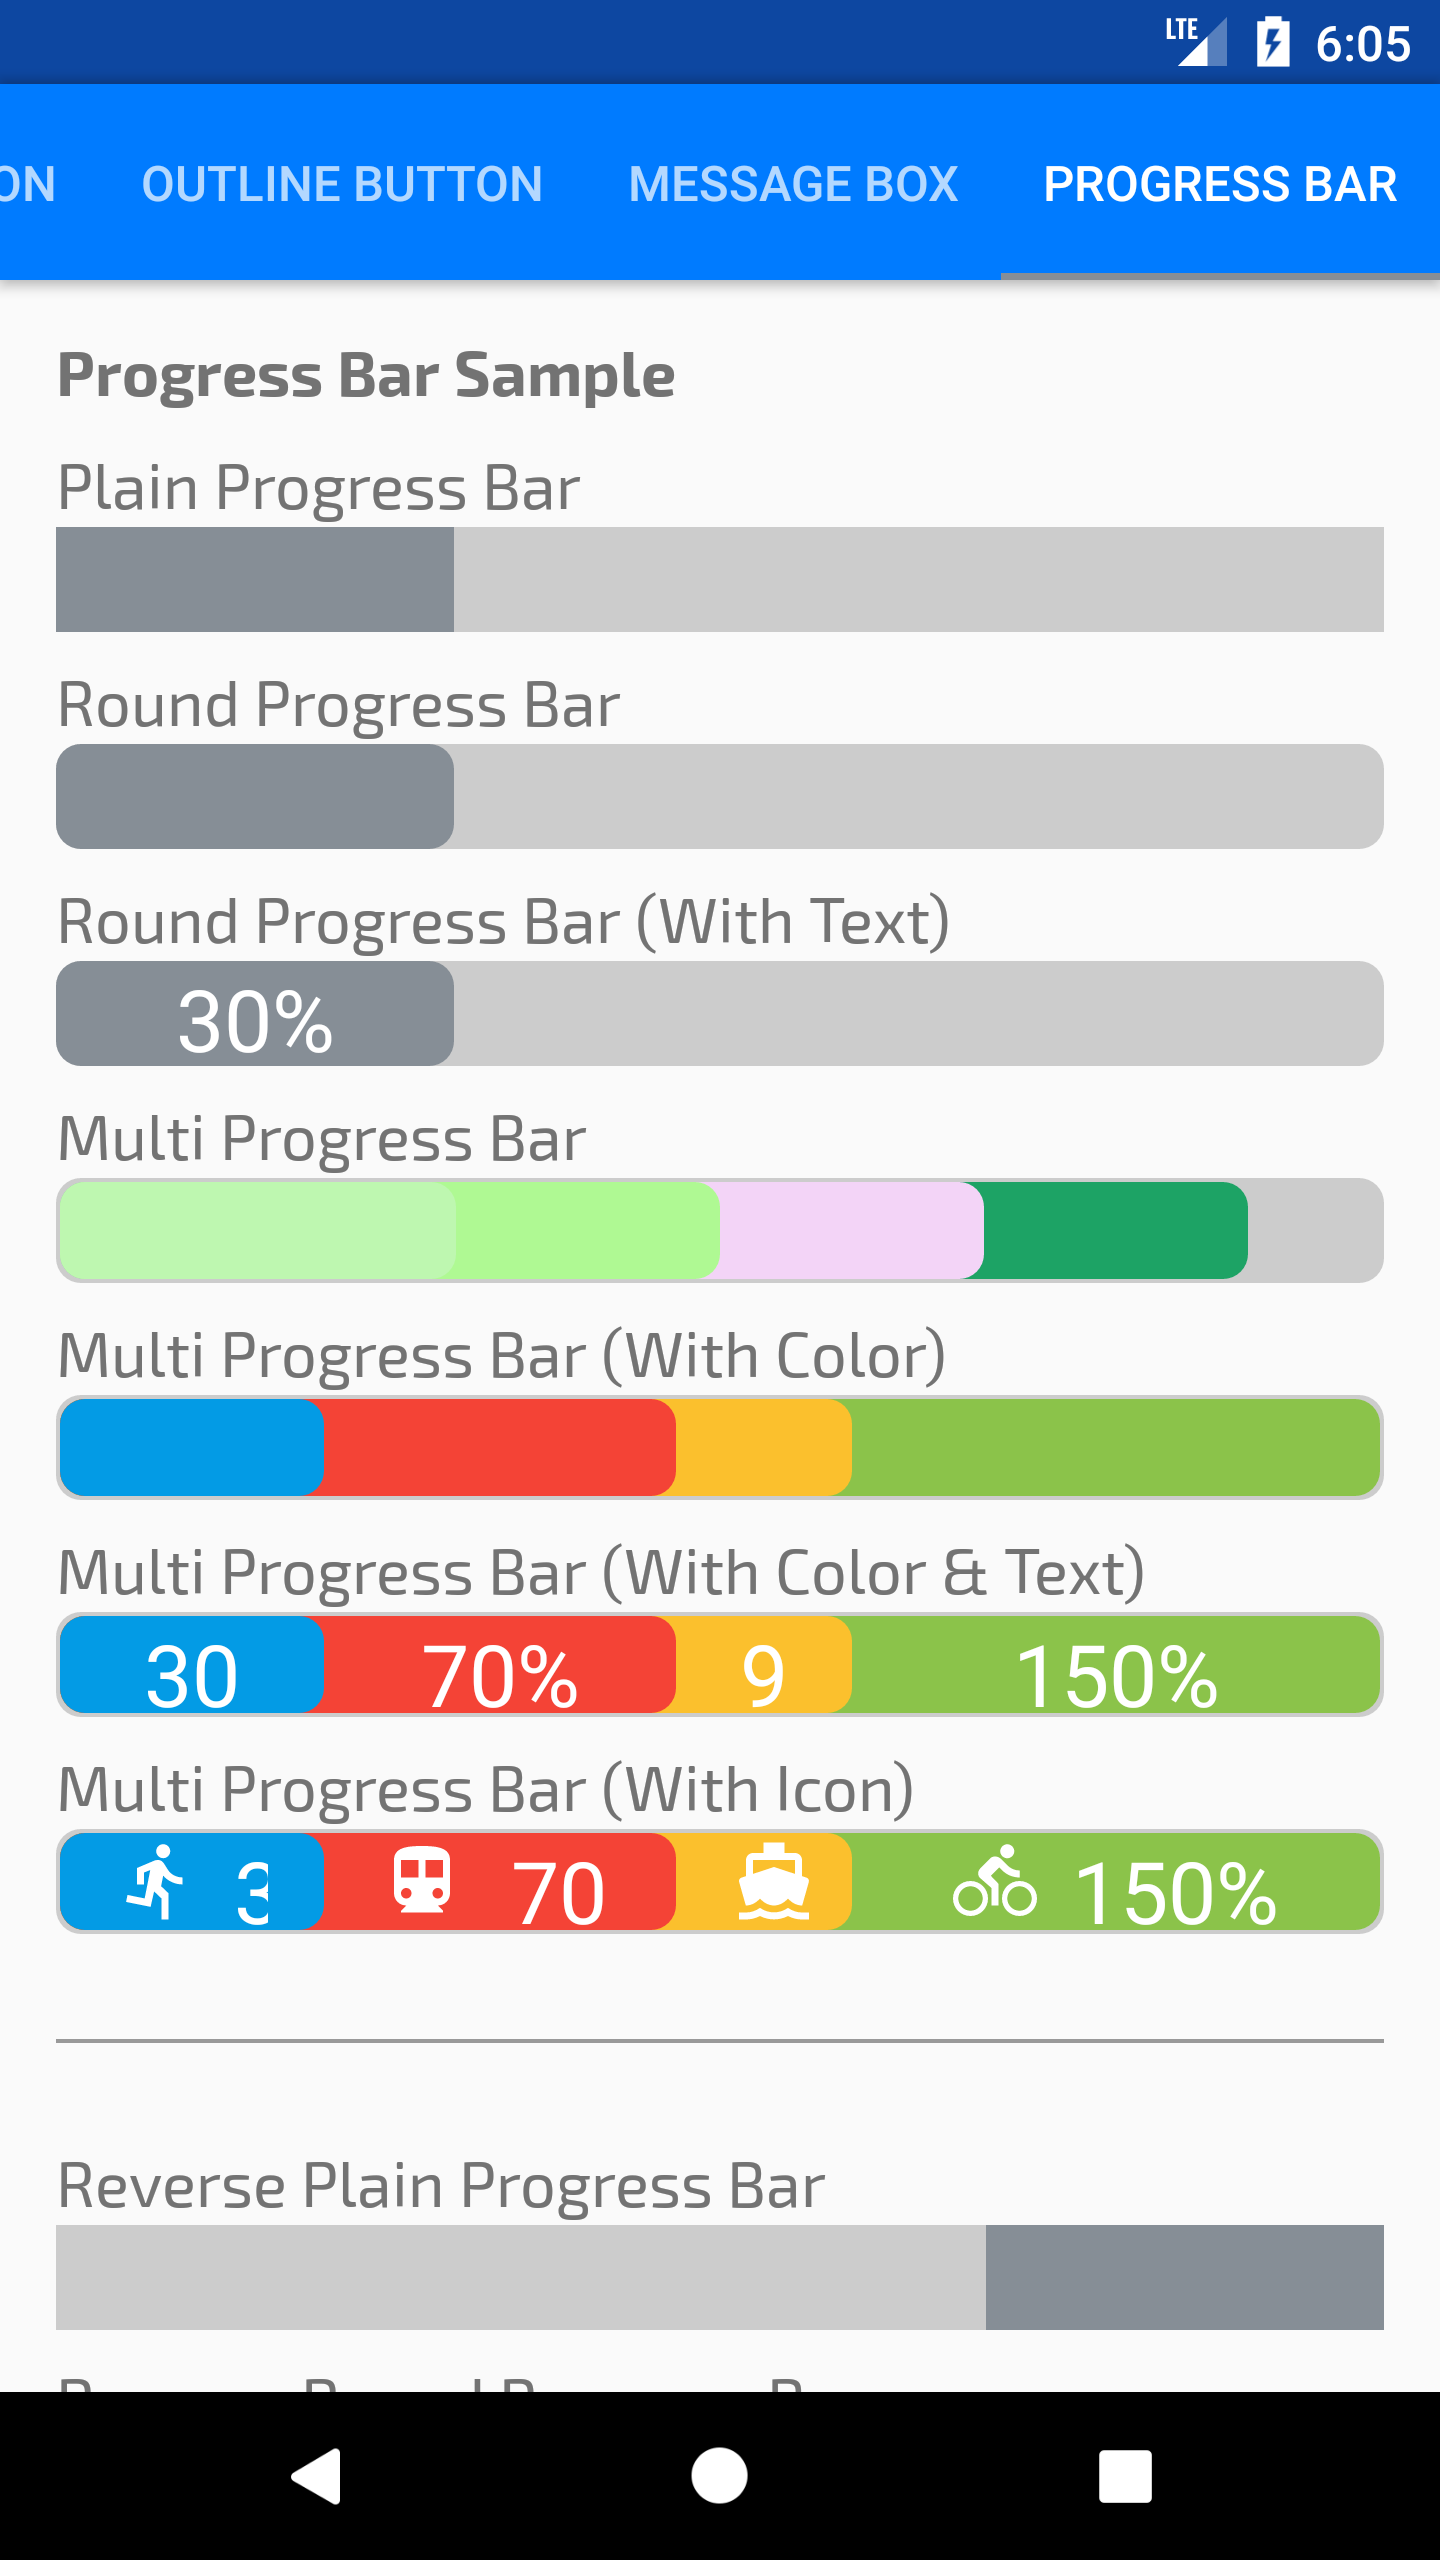 LTE 6:05
ON OUTLINE BUTTON MESSAGE BOX PROGRESS BAR
Progress Bar Sample
Plain Progress Bar
Round Progress Bar
Round Progress Bar (With Text)
30%
Multi Progress Bar
Multi Progress Bar (With Color)
Multi Progress Bar (With Color & Text)
30 70% 9 150%
Multi Progress Bar (With Icon)
3 70 150%
Reverse Plain Progress Bar